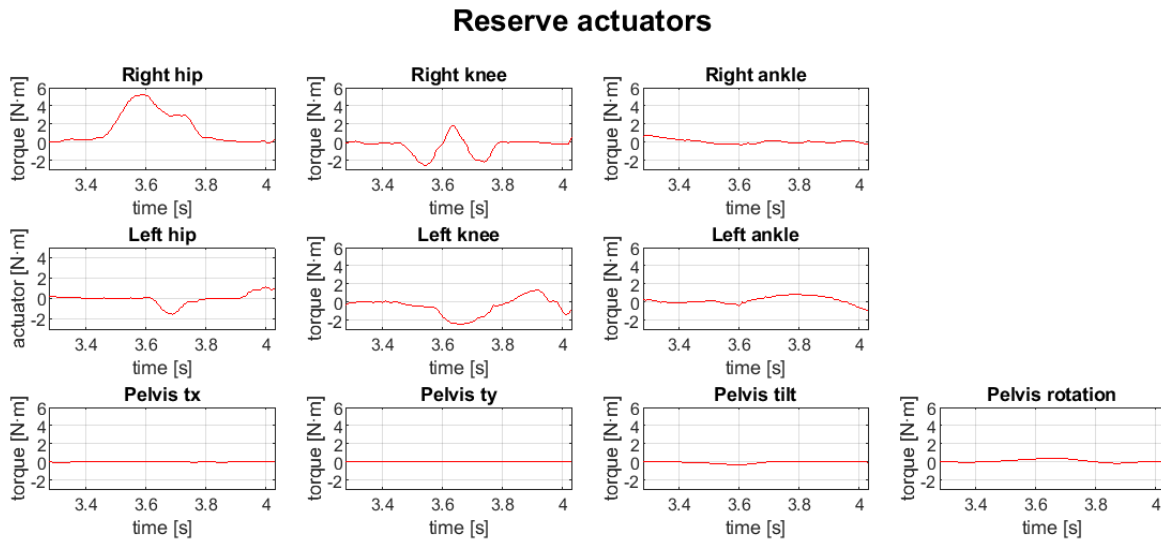 Reserve actuators
Right hip
torque [N·m]
6
4
2
0
-2
3.4 3.6 3.8 4
time [s]
Right knee
torque [N·m]
6
4
2
0
-2
3.4 3.6 3.8 4
time [s]
Right ankle
torque [N·m]
6
4
2
0
-2
3.4 3.6 3.8 4
time [s]
Left hip
actuator [N·m]
4
2
0
-2
3.4 3.6 3.8 4
time [s]
Left knee
torque [N·m]
6
4
2
0
-2
3.4 3.6 3.8 4
time [s]
Left ankle
torque [N·m]
6
4
2
0
-2
3.4 3.6 3.8 4
time [s]
Pelvis tx
torque [N·m]
6
4
2
0
-2
3.4 3.6 3.8 4
time [s]
Pelvis ty
torque [N·m]
6
4
2
0
-2
3.4 3.6 3.8 4
time [s]
Pelvis tilt
torque [N·m]
6
4
2
0
-2
3.4 3.6 3.8 4
time [s]
Pelvis rotation
torque [N·m]
6
4
2
0
-2
3.4 3.6 3.8 4
time [s]